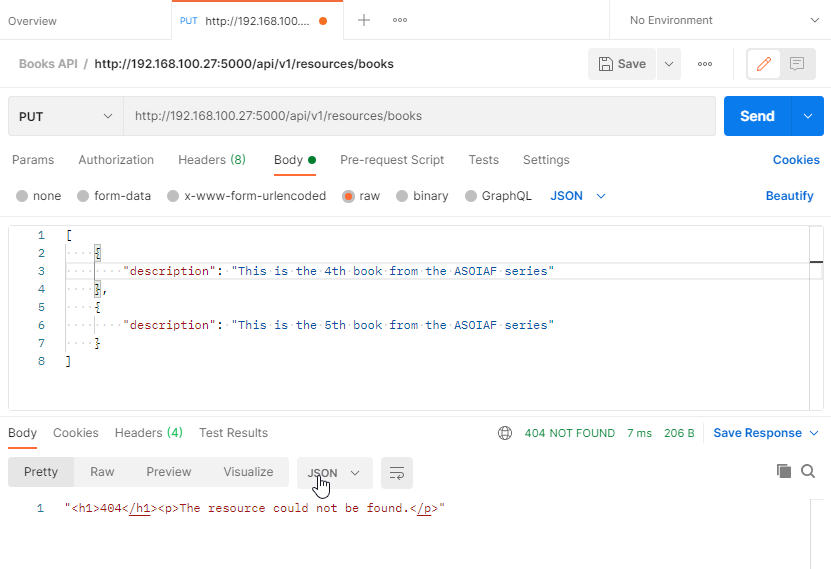 Overview
PUT http://192.168.100....
No Environment
Books API / http://192.168.100.27:5000/api/v1/resources/books
Save
PUT
http://192.168.100.27:5000/api/v1/resources/books
Send
Params Authorization Headers (8) Body Pre-request Script Tests Settings Cookies
none form-data x-www-form-urlencoded raw binary GraphQL JSON Beautify
1 [
2 {
3 "description": "This is the 4th book from the ASOIAF series"
4 },
5 {
6 "description": "This is the 5th book from the ASOIAF series"
7 }
8 ]
Body Cookies Headers (4) Test Results 404 NOT FOUND 7 ms 206 B Save Response
Pretty Raw Preview Visualize JSON
1 "<h1>404</h1><p>The resource could not be found.</p>"